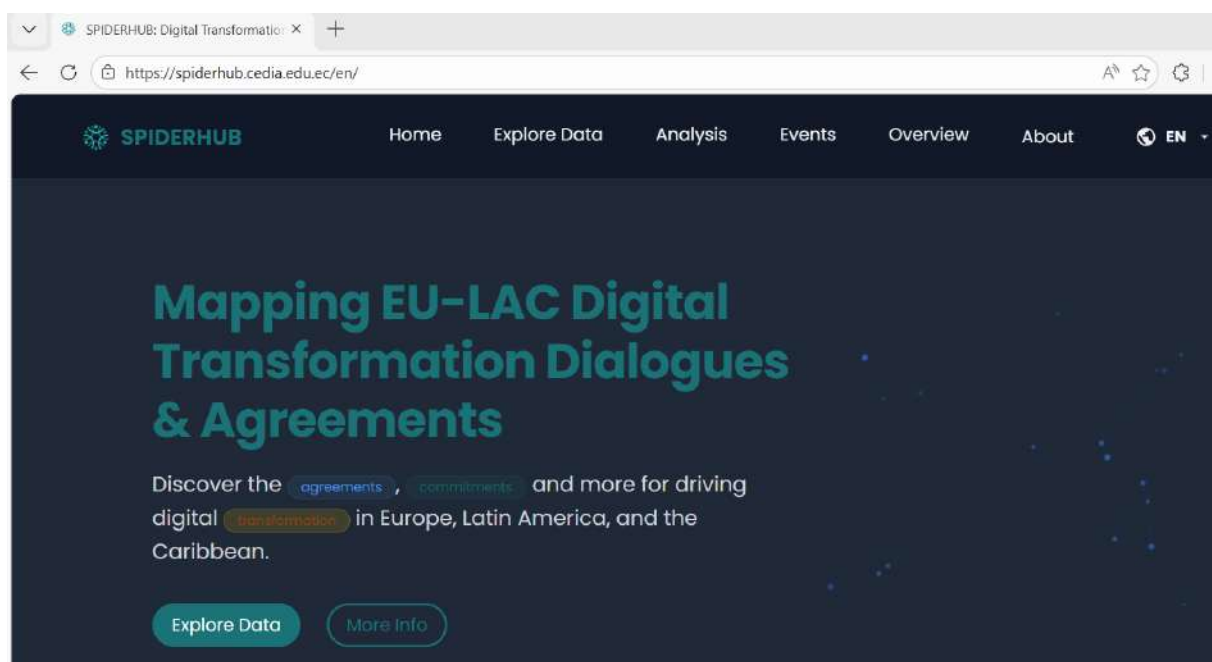 SPIDERHUB: Digital Transformatio
https://spiderhub.cedia.edu.ec/en/
SPIDERHUB Home Explore Data Analysis Events Overview About EN
Mapping EU-LAC Digital
Transformation Dialogues
& Agreements
Discover the agreements, commitments and more for driving
digital transformation in Europe, Latin America, and the
Caribbean.
Explore Data More Info